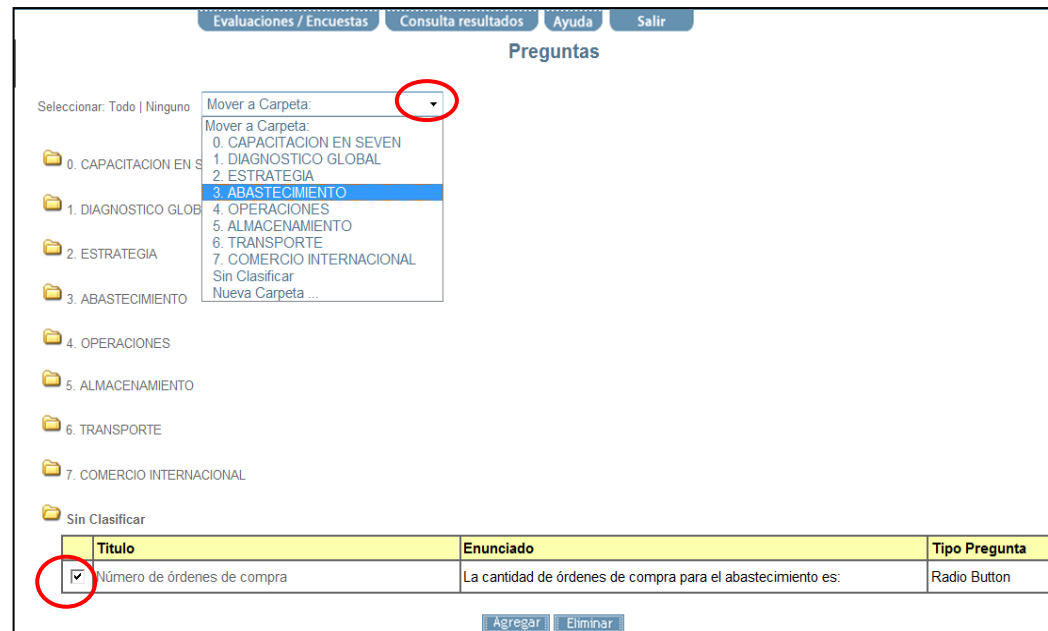 Evaluaciones / Encuestas Consulta resultados Ayuda Salir
Preguntas
Seleccionar: Todo | Ninguno Mover a Carpeta:
Mover a Carpeta:
0. CAPACITACION EN SEVEN
1. DIAGNOSTICO GLOBAL
2. ESTRATEGIA
3. ABASTECIMIENTO
4. OPERACIONES
5. ALMACENAMIENTO
6. TRANSPORTE
7. COMERCIO INTERNACIONAL
Sin Clasificar
Nueva Carpeta ...
0. CAPACITACION EN S
1. DIAGNOSTICO GLOB
2. ESTRATEGIA
3. ABASTECIMIENTO
4. OPERACIONES
5. ALMACENAMIENTO
6. TRANSPORTE
7. COMERCIO INTERNACIONAL
Sin Clasificar
Titulo Enunciado Tipo Pregunta
Número de órdenes de compra La cantidad de órdenes de compra para el abastecimiento es: Radio Button
Agregar Eliminar